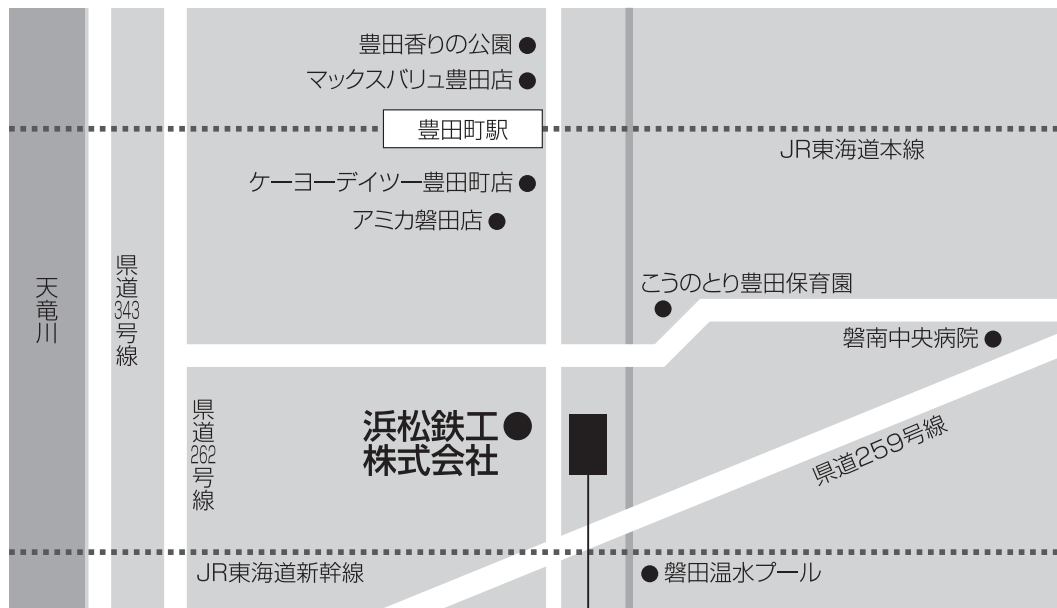 豊田香りの公園
マックスバリュ豊田店
豊田町駅
JR東海道本線
ケーヨーデイツー豊田町店
アミカ磐田店
天竜川
県道343号線
こうのとり豊田保育園
磐南中央病院
県道262号線
浜松鉄工
株式会社
県道259号線
JR東海道新幹線
磐田温水プール